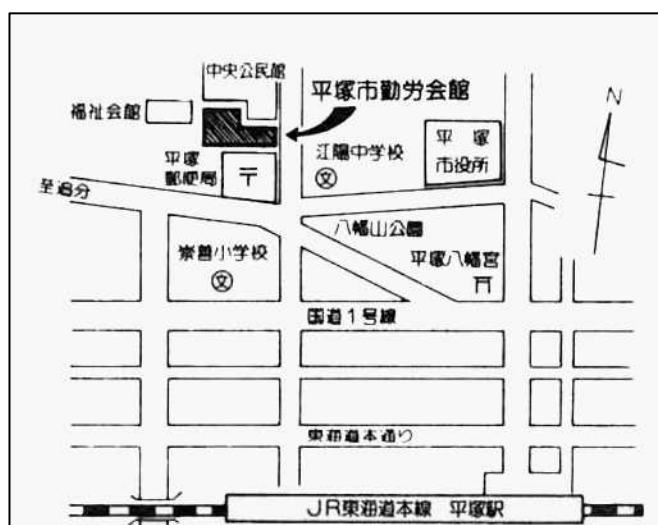 中央公民館
平塚市勤労会館
福祉会館
江陽中学校
文
平塚
市役所
平塚
郵便局
〒
至追分
N
八幡山公園
平塚八幡宮
崇善小学校
文
国道1号線
東海道本通り
JR東海道本線 平塚駅